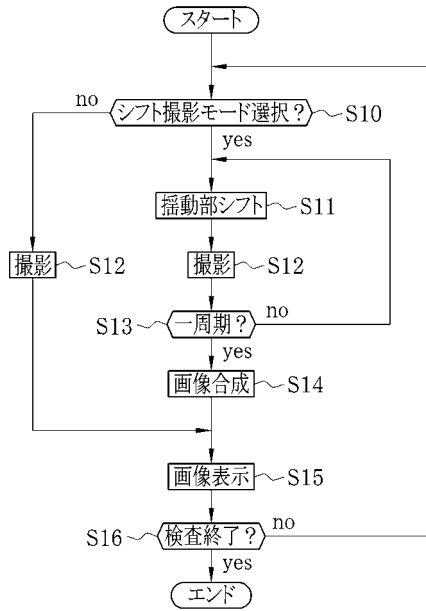 スタート
no
シフト撮影モード選択?
S10
yes
揺動部シフト
S11
撮影
S12
撮影
S12
S13
一周期?
no
yes
画像合成
S14
画像表示
S15
S16
検査終了?
no
yes
エンド